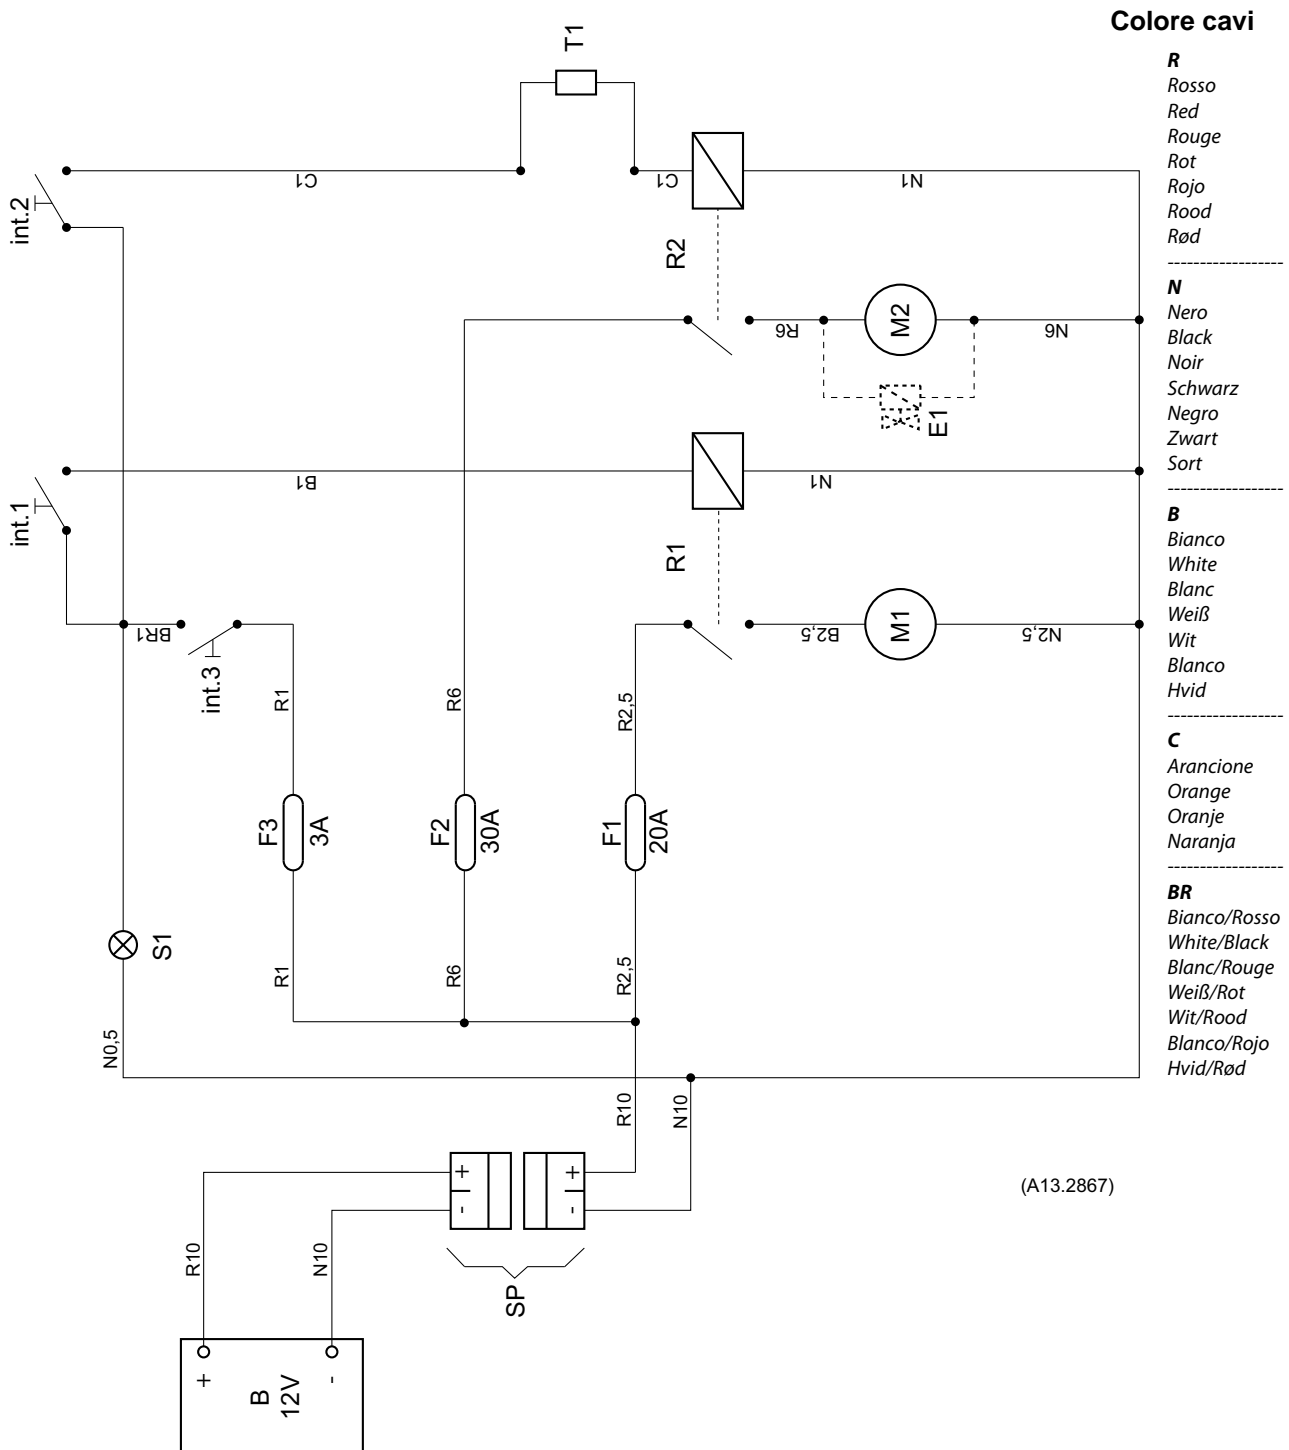 Colore cavi
R
Rosso
Red
Rouge
Rot
Rojo
Rood
Rød
------------------
N
Nero
Black
Noir
Schwarz
Negro
Zwart
Sort
------------------
B
Bianco
White
Blanc
Weiß
Wit
Blanco
Hvid
------------------
C
Arancione
Orange
Oranje
Naranja
------------------
BR
Bianco/Rosso
White/Black
Blanc/Rouge
Weiß/Rot
Wit/Rood
Blanco/Rojo
Hvid/Rød
T1
int.2
C1
C1
N1
R2
R6
M2
N6
E1
int.1
B1
N1
R1
BR1
int.3
B2,5
M1
N2,5
R1
R6
R2,5
F3
3A
F2
30A
F1
20A
S1
R1
R6
R2,5
N0,5
R10
N10
+
-
+
-
R10
N10
SP
+
-
B
12V
(A13.2867)